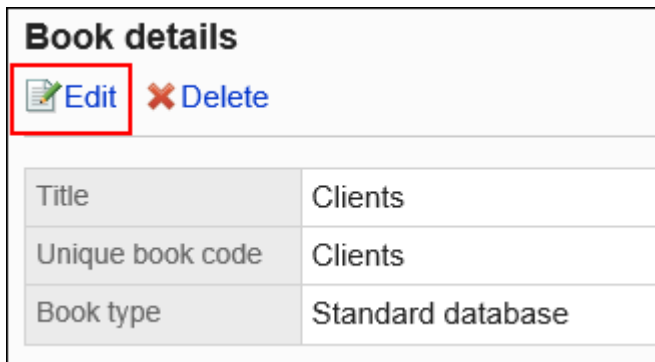 Book details
Edit Delete
Title Clients
Unique book code Clients
Book type Standard database